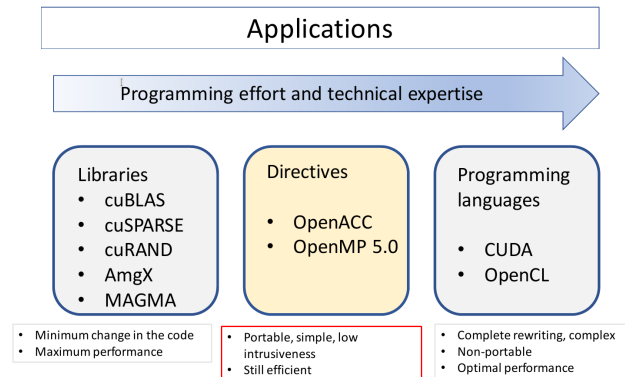 Applications
Programming effort and technical expertise
Libraries
• cuBLAS
• cuSPARSE
• cuRAND
• AmgX
• MAGMA
Directives
• OpenACC
• OpenMP 5.0
Programming
languages
• CUDA
• OpenCL
• Minimum change in the code
• Maximum performance
• Portable, simple, low
intrusiveness
• Still efficient
• Complete rewriting, complex
• Non-portable
• Optimal performance